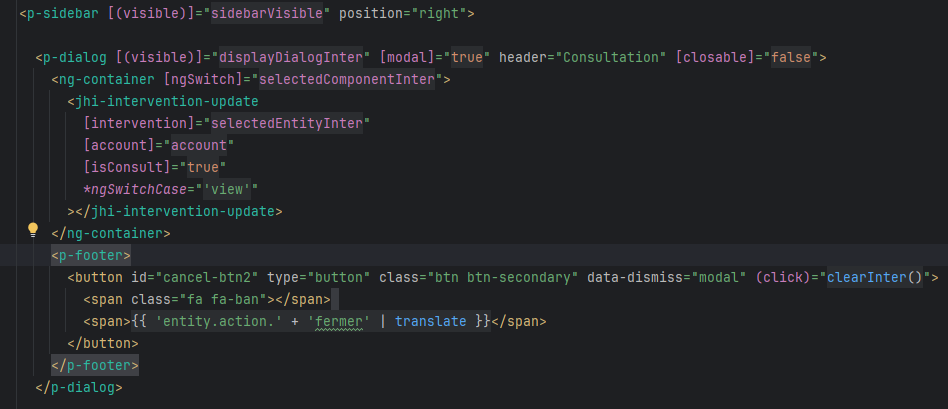 <p-sidebar [(visible)]="sidebarVisible" position="right">
<p-dialog [(visible)]="displayDialogInter" [modal]="true" header="Consultation" [closable]="false">
<ng-container [ngSwitch]="selectedComponentInter">
<jhi-intervention-update
[intervention]="selectedEntityInter"
[account]="account"
[isConsult]="true"
*ngSwitchCase="'view'"
></jhi-intervention-update>
</ng-container>
<p-footer>
<button id="cancel-btn2" type="button" class="btn btn-secondary" data-dismiss="modal" (click)="clearInter()">
<span class="fa fa-ban"></span>
<span>{{ 'entity.action.' + 'fermer' | translate }}</span>
</button>
</p-footer>
</p-dialog>